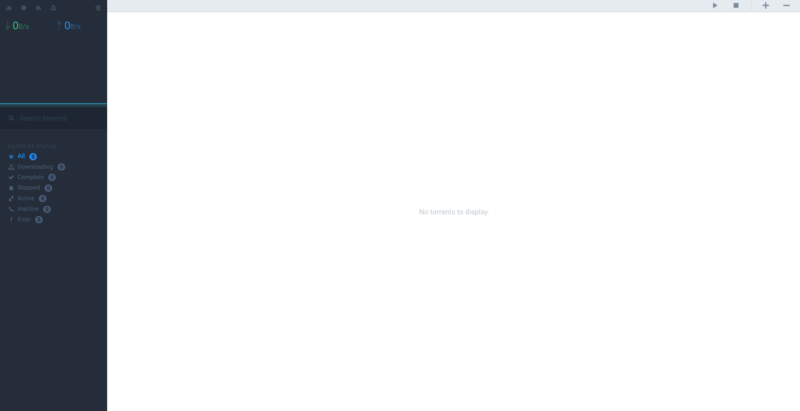 0B/s
0B/s
Search torrents
FILTER BY STATUS
All 0
Downloading 0
Complete 0
Stopped 0
Active 0
Inactive 0
Error 0
No torrents to display.